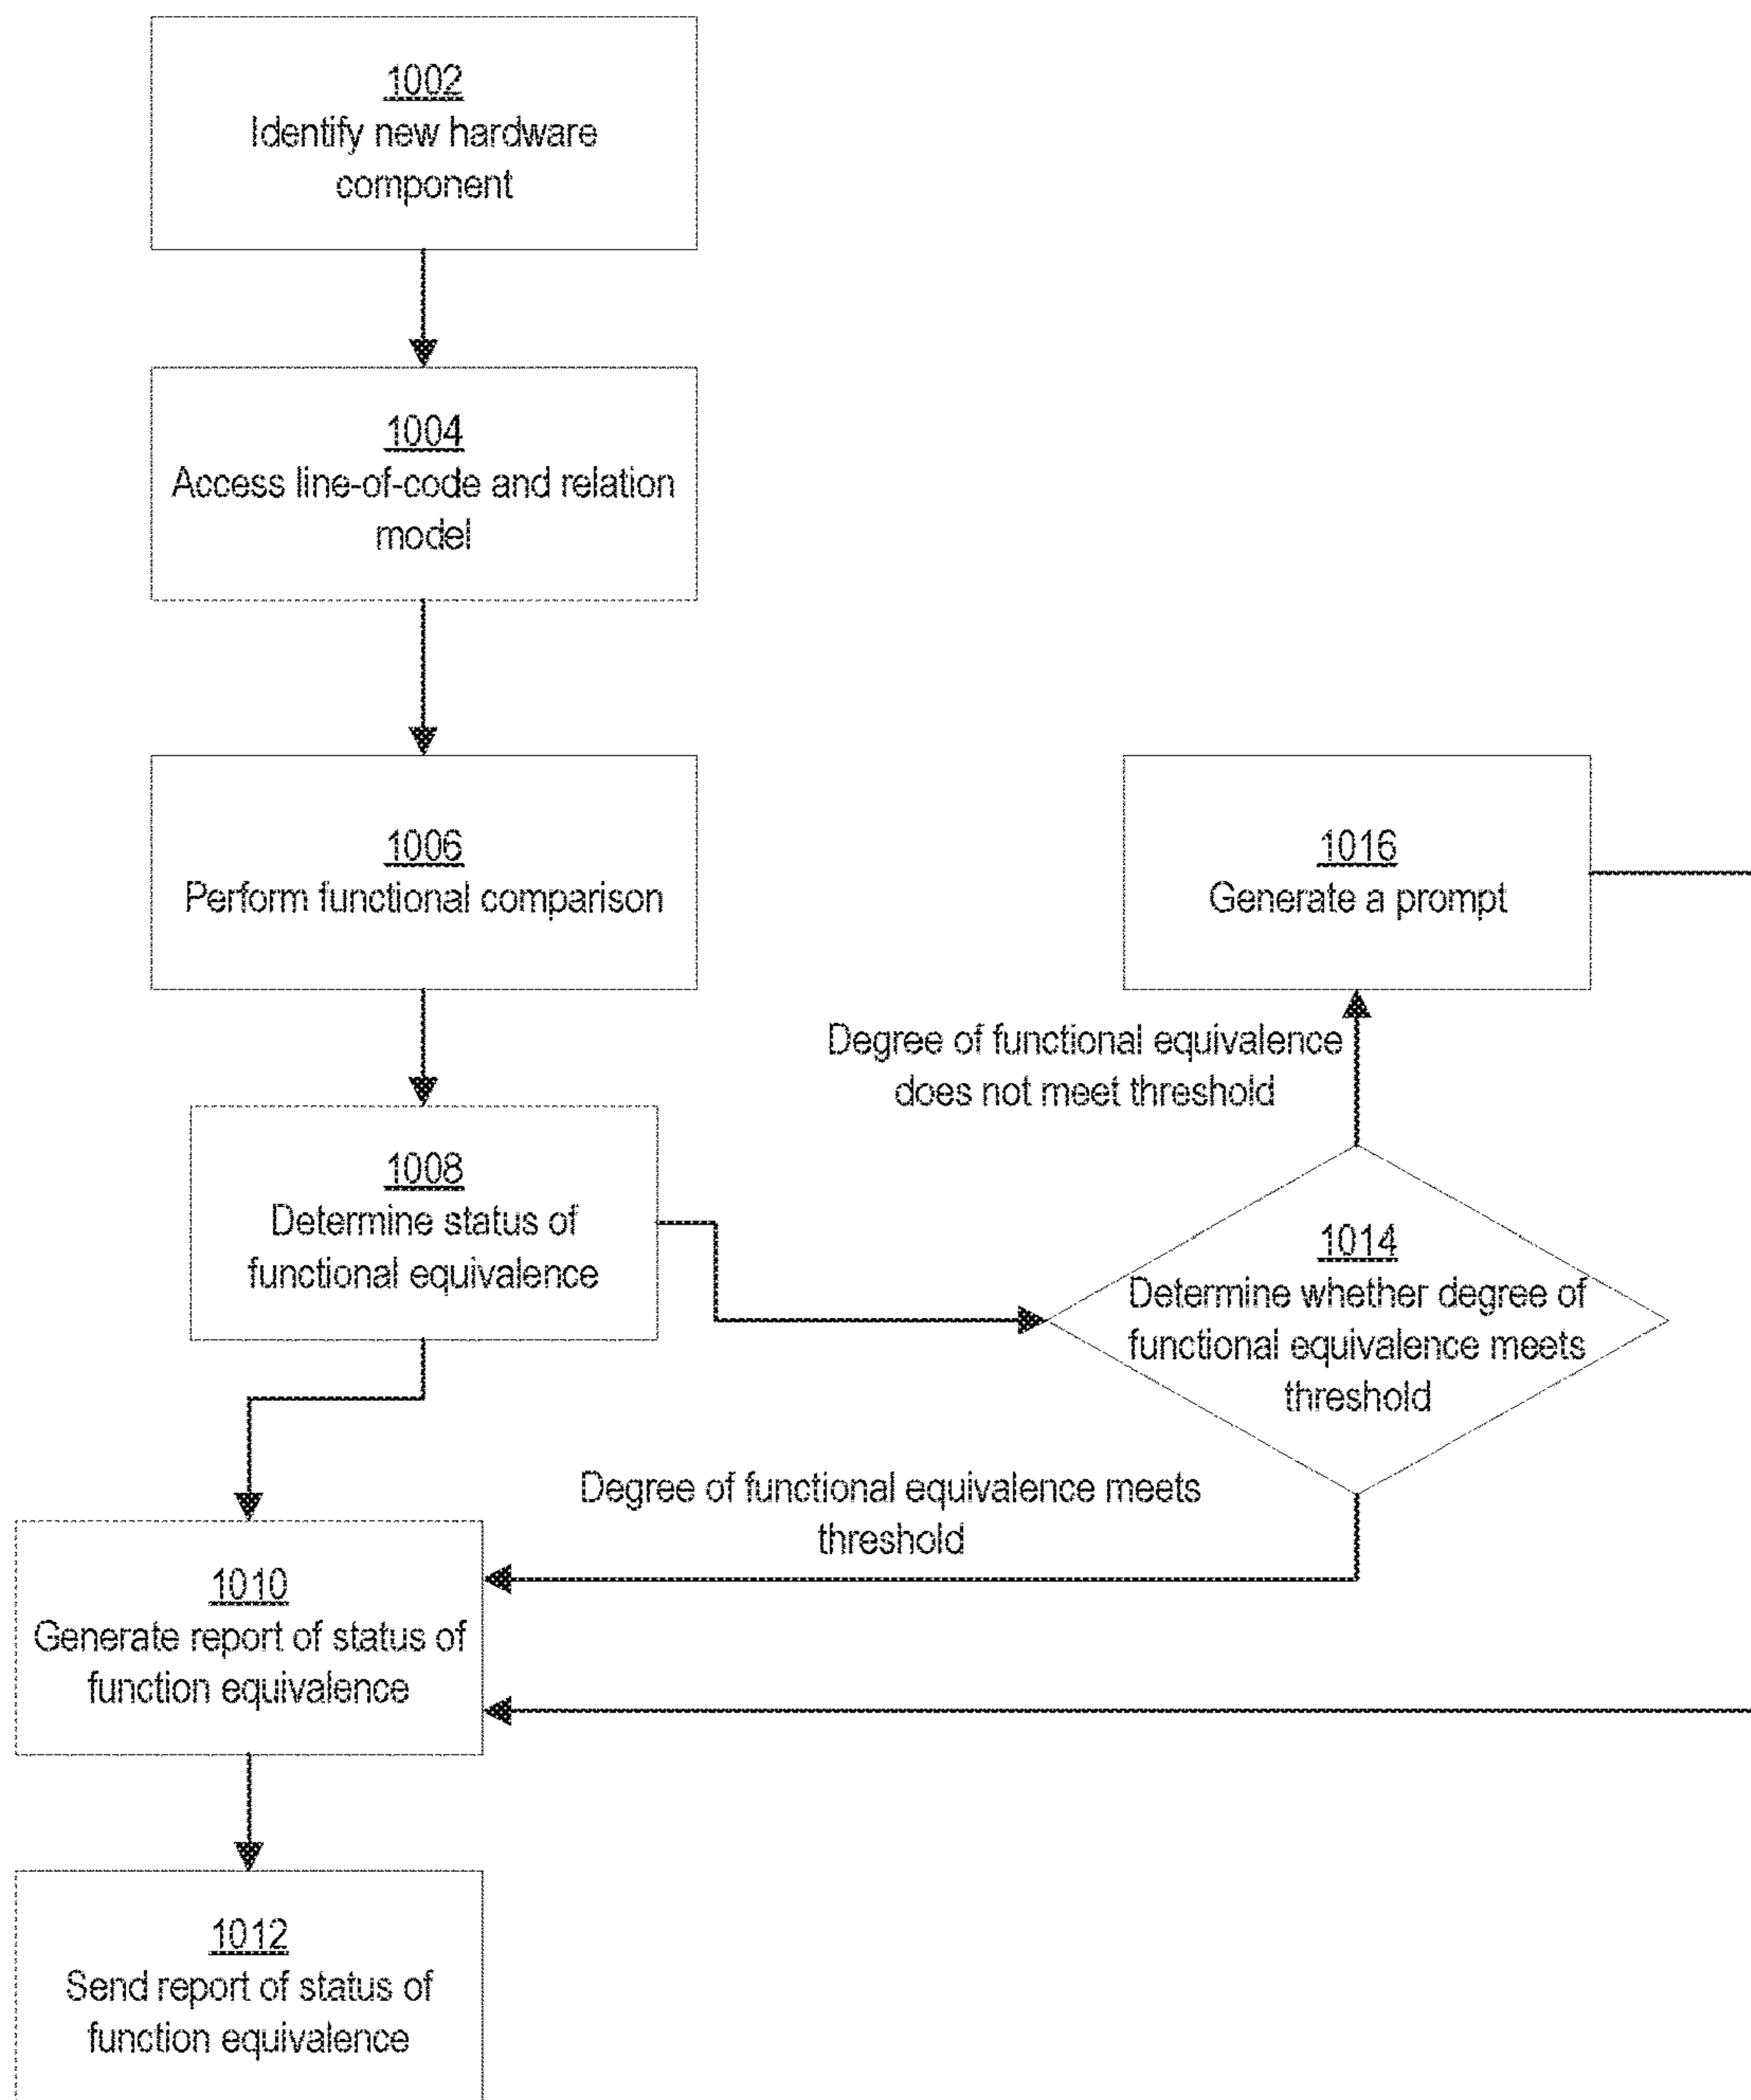 1002
Identify new hardware
component
1004
Access line-of-code and relation
model
1006
Perform functional comparison
1016
Generate a prompt
Degree of functional equivalence
does not meet threshold
1008
Determine status of
functional equivalence
1014
Determine whether degree of
functional equivalence meets
threshold
Degree of functional equivalence meets
threshold
1010
Generate report of status of
function equivalence
1012
Send report of status of
function equivalence